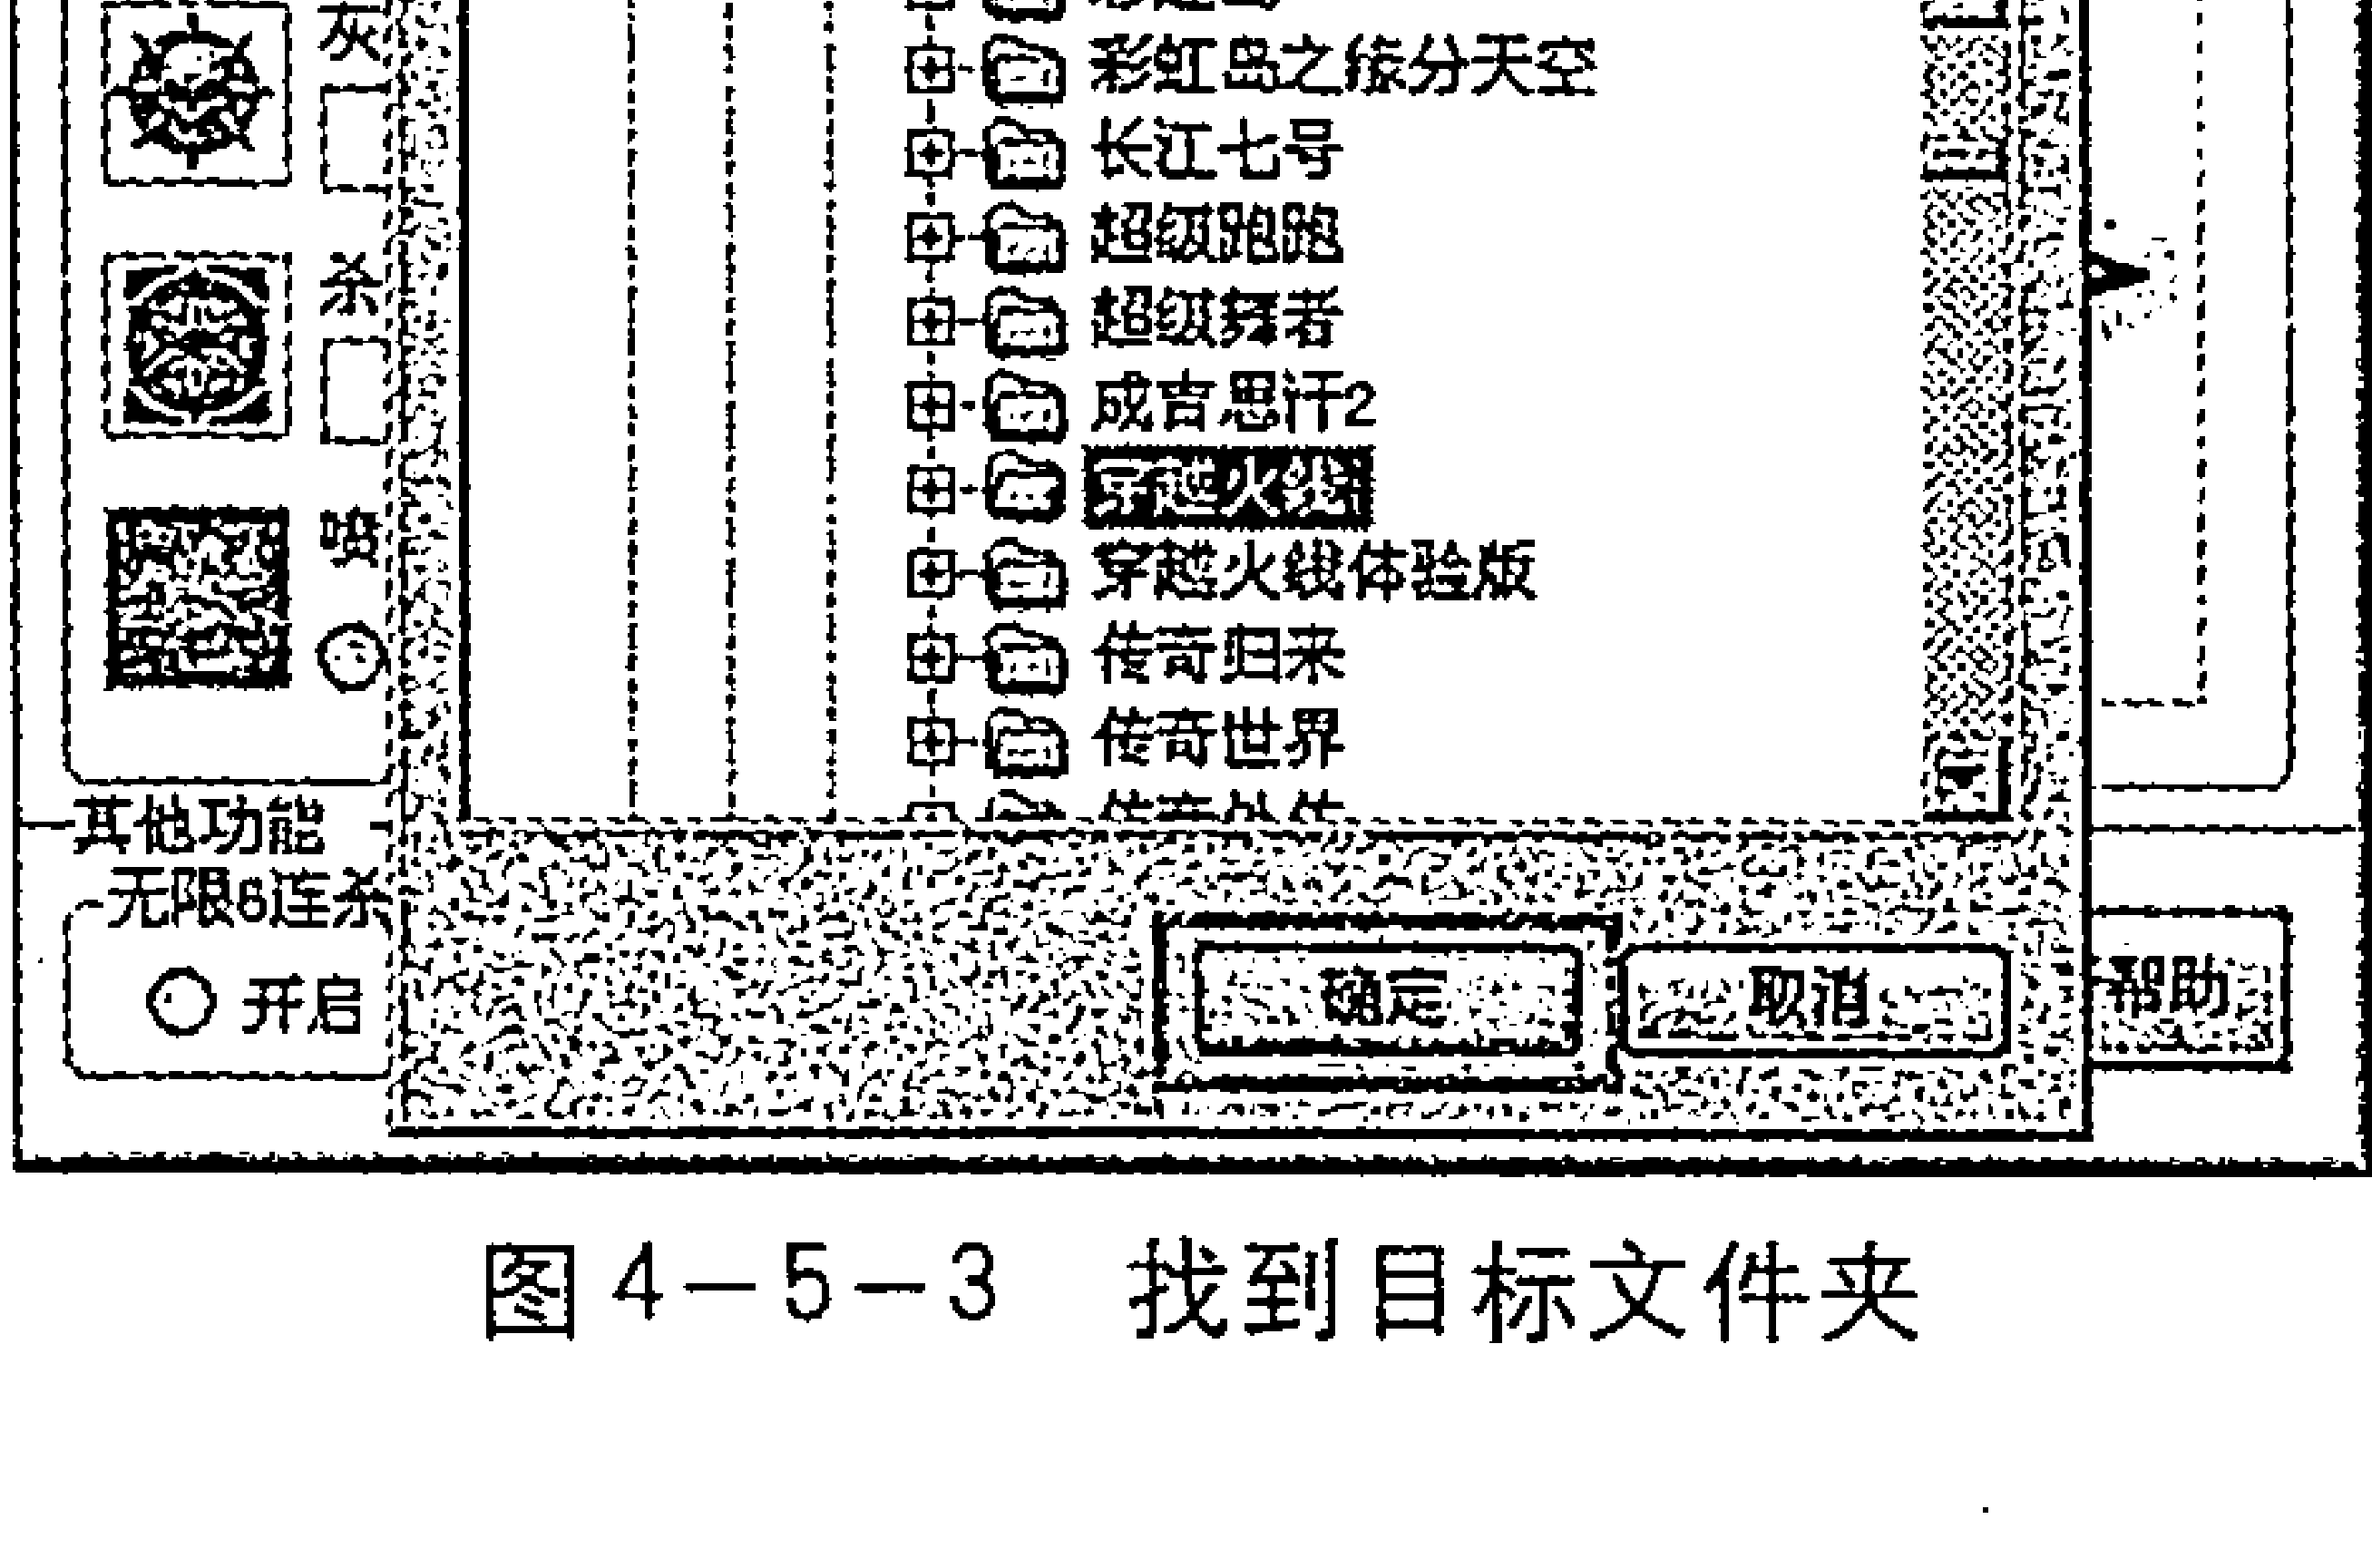 灰
彩虹岛之缘分天空
长江七号
超级跑跑
杀
超级舞者
成吉思汗2
穿越火线
喷
穿越火线体验版
传奇归来
传奇世界
其他功能
无限6连杀
开启
确定
取消
帮助
图4－5－3 找到目标文件夹